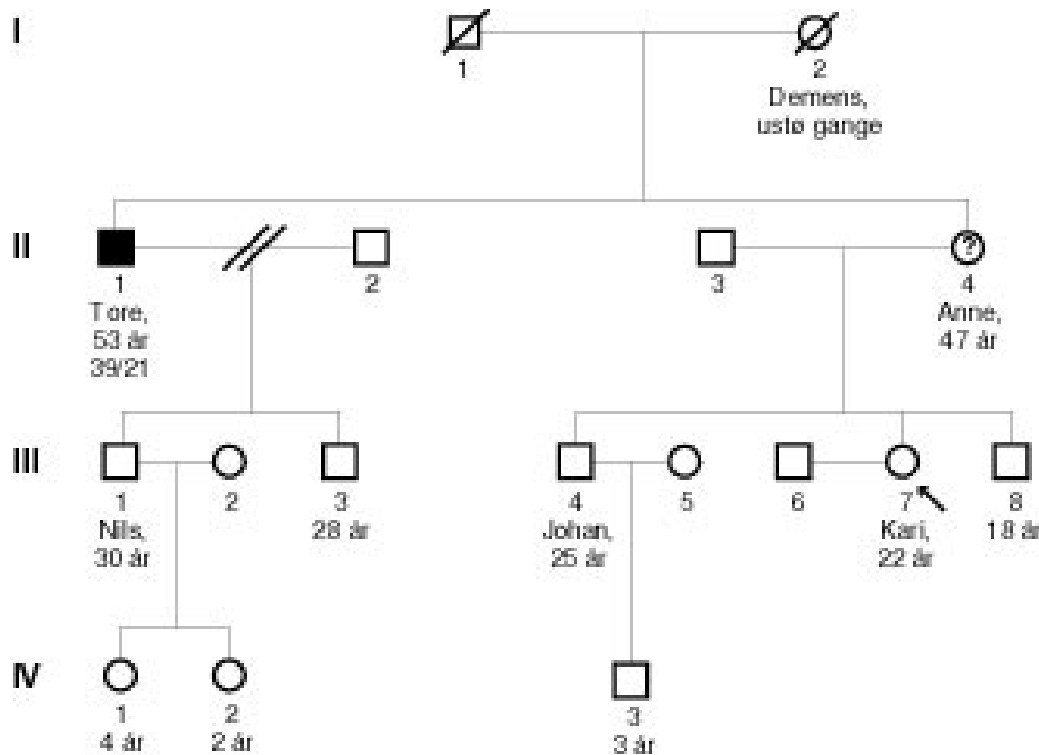 I
1
2
Demens,
ustø gange
II
1
2
3
?
4
Tore,
53 år
39/21
Anne,
47 år
III
1
2
3
4
5
6
7
8
Nils,
30 år
28 år
Johan,
25 år
Kari,
22 år
18 år
IV
1
2
3
4 år
2 år
3 år